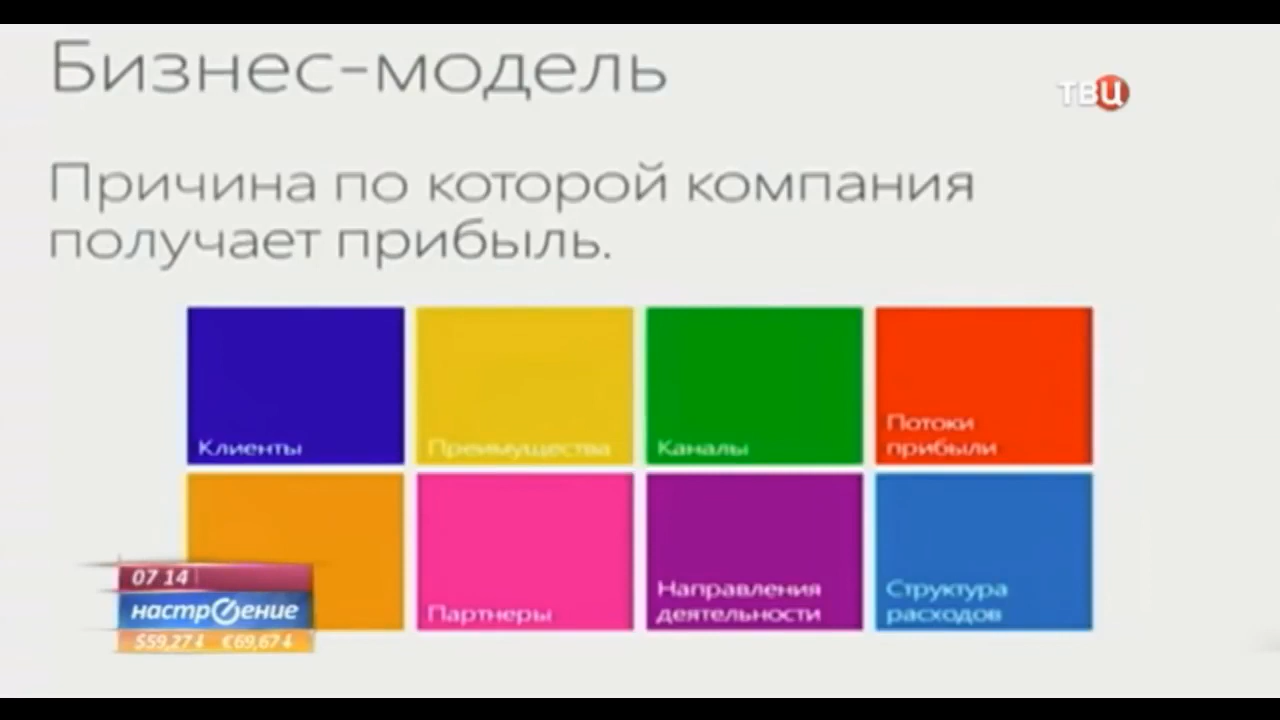 Бизнес-модель
ТВЦ
Причина по которой компания
получает прибыль.
Клиенты
Преимущества
Каналы
Потоки
прибыли
Партнеры
Направления
деятельности
Структура
расходов
07 14
настроение
$59,27↓ €69,67↓